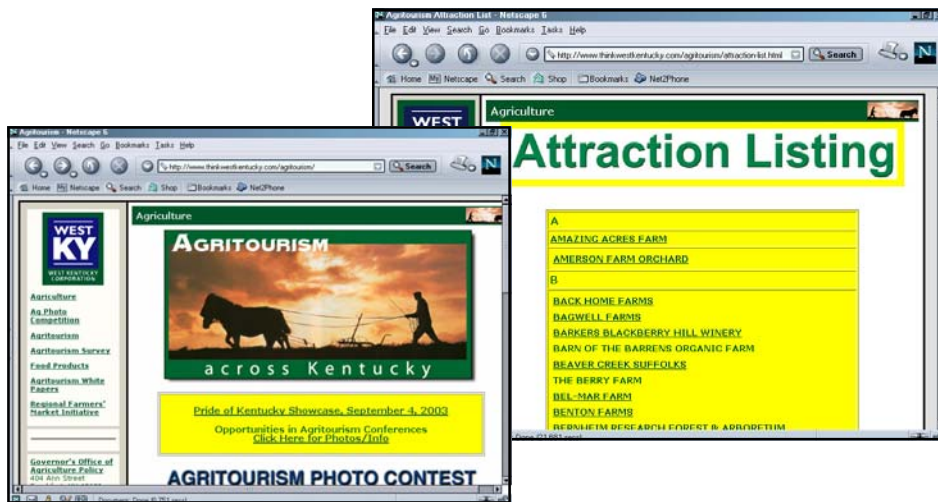 Agritourism Attraction List - Netscape 6
File Edit View Search Go Bookmarks Tasks Help
http://www.thinkwestkentucky.com/agritourism/attraction-list.html Search
Home My Netscape Search Shop Bookmarks Net2Phone
WEST
Agriculture
Attraction Listing
A
AMAZING ACRES FARM
AMERSON FARM ORCHARD
B
BACK HOME FARMS
BAGWELL FARMS
BARKERS BLACKBERRY HILL WINERY
BARN OF THE BARRENS ORGANIC FARM
BEAVER CREEK SUFFOLKS
THE BERRY FARM
BEL-MAR FARM
BENTON FARMS
BERNHEIM RESEARCH FOREST & ARBORETUM
Agritourism - Netscape 6
File Edit View Search Go Bookmarks Tasks Help
http://www.thinkwestkentucky.com/agritourism/ Search
Home My Netscape Search Shop Bookmarks Net2Phone
WEST
KY
WEST KENTUCKY
CORPORATION
Agriculture
Ag Photo
Competition
Agritourism
Agritourism Survey
Food Products
Agritourism White
Papers
Regional Farmers'
Market Initiative
Governor's Office of
Agriculture Policy
404 Ann Street
Agriculture
AGRITOURISM
across Kentucky
Pride of Kentucky Showcase, September 4, 2003
Opportunities in Agritourism Conferences
Click Here for Photos/Info
AGRITOURISM PHOTO CONTEST